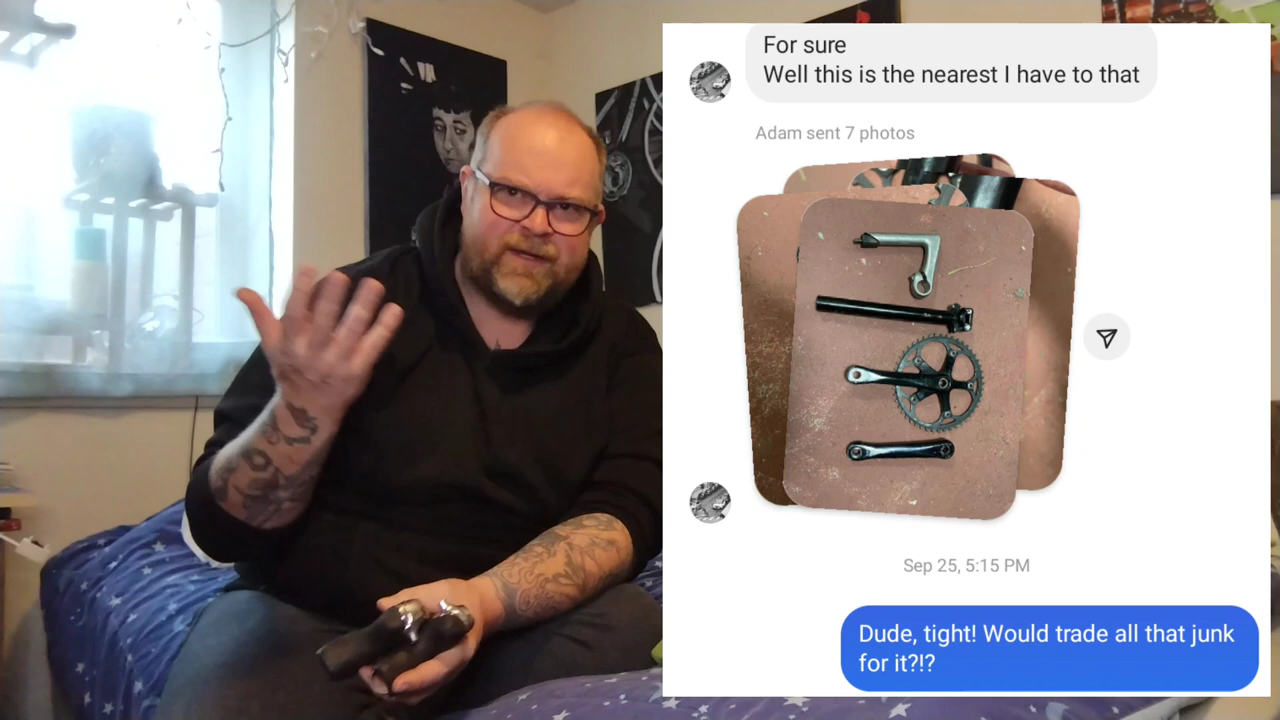 For sure
Well this is the nearest I have to that
Adam sent 7 photos
Sep 25, 5:15 PM
Dude, tight! Would trade all that junk
for it?!?